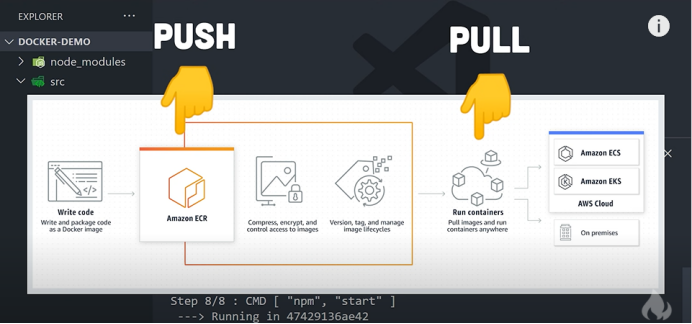 EXPLORER
...
DOCKER-DEMO
node_modules
src
PUSH
PULL
i
Write code
Write and package code
as a Docker image
Amazon ECR
Compress, encrypt, and
control access to images
Version, tag, and manage
image lifecycles
Run containers
Pull images and run
containers anywhere
Amazon ECS
Amazon EKS
AWS Cloud
On premises
Step 8/8 : CMD [ "npm", "start" ]
---> Running in 47429136ae42